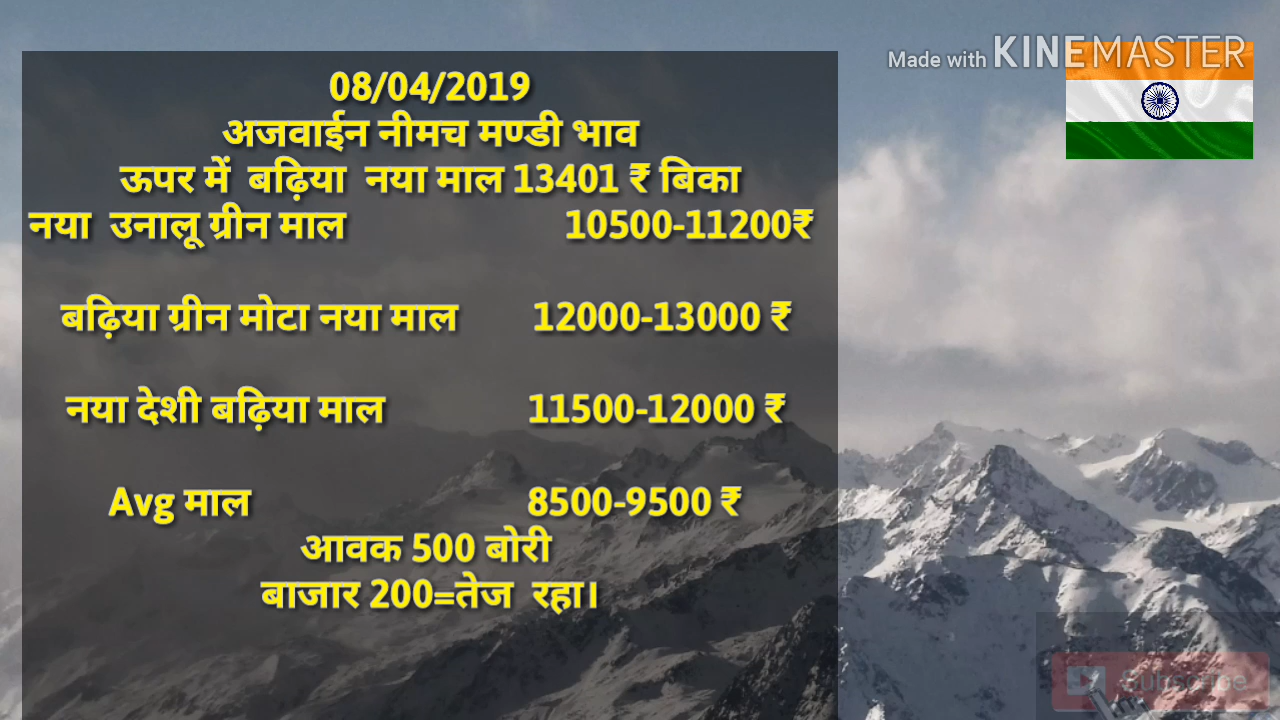 Made with KINEMASTER
08/04/2019
अजवाईन नीमच मण्डी भाव
ऊपर में बढ़िया नया माल 13401 ₹ बिका
नया उनालू ग्रीन माल 10500-11200₹
बढ़िया ग्रीन मोटा नया माल 12000-13000 ₹
नया देशी बढ़िया माल 11500-12000 ₹
Avg माल 8500-9500 ₹
आवक 500 बोरी
बाजार 200=तेज रहा।
Subscribe